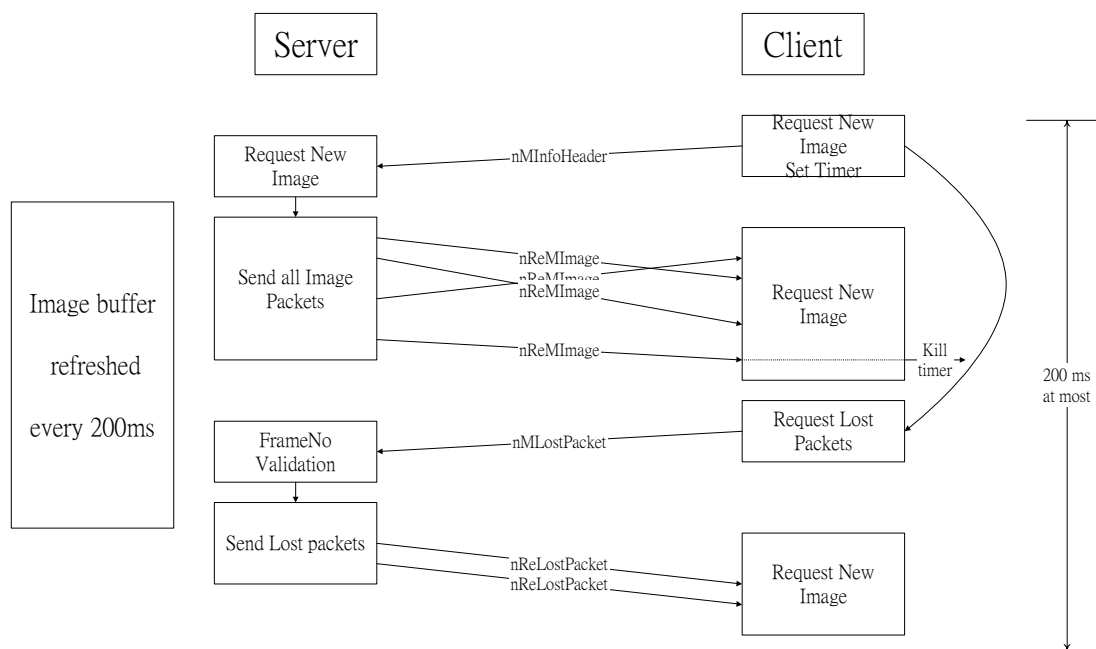 Server
Client
Request New
Image
Set Timer
nMInfoHeader
Request New
Image
Send all Image
Packets
nReMImage
nReMImage
nReMImage
nReMImage
Request New
Image
Kill
timer
Image buffer
refreshed
every 200ms
200 ms
at most
Request Lost
Packets
nMLostPacket
FrameNo
Validation
Send Lost packets
nReLostPacket
nReLostPacket
Request New
Image